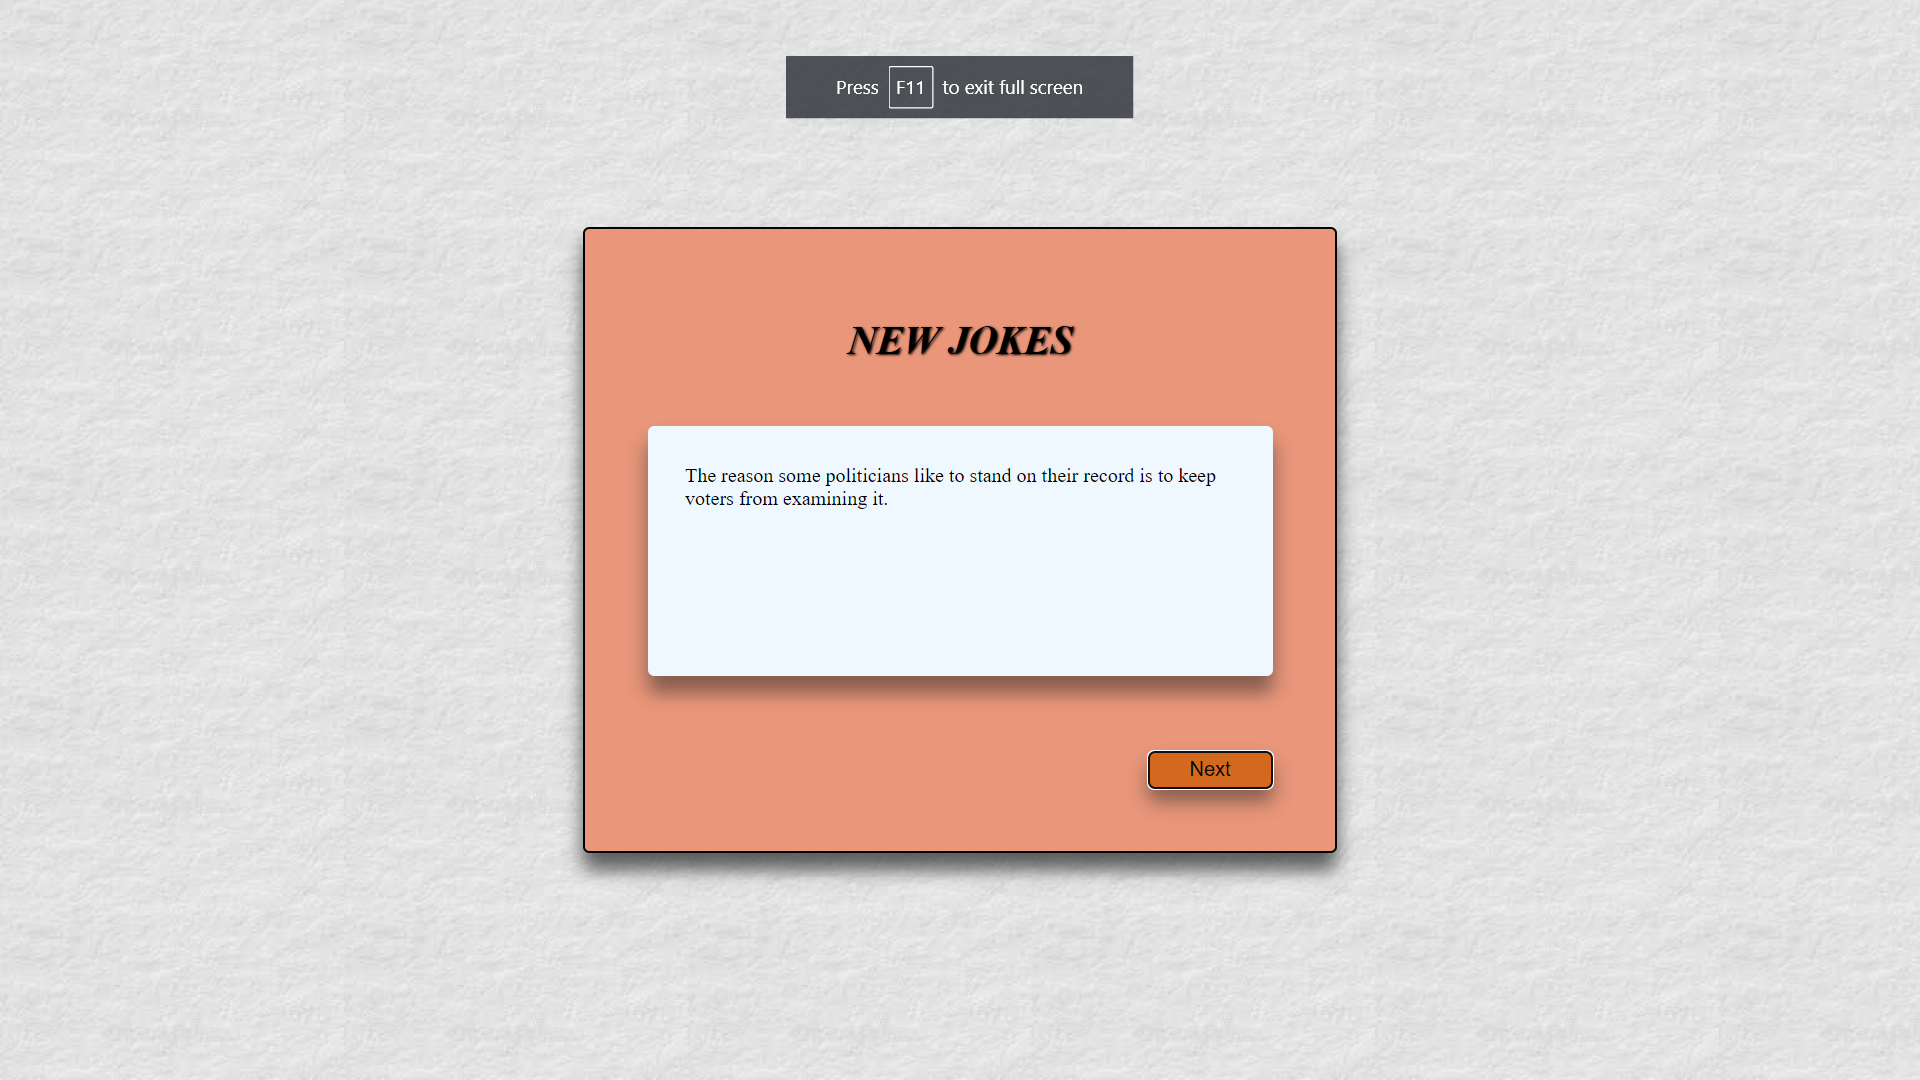 Press F11 to exit full screen
NEW JOKES
The reason some politicians like to stand on their record is to keep
voters from examining it.
Next